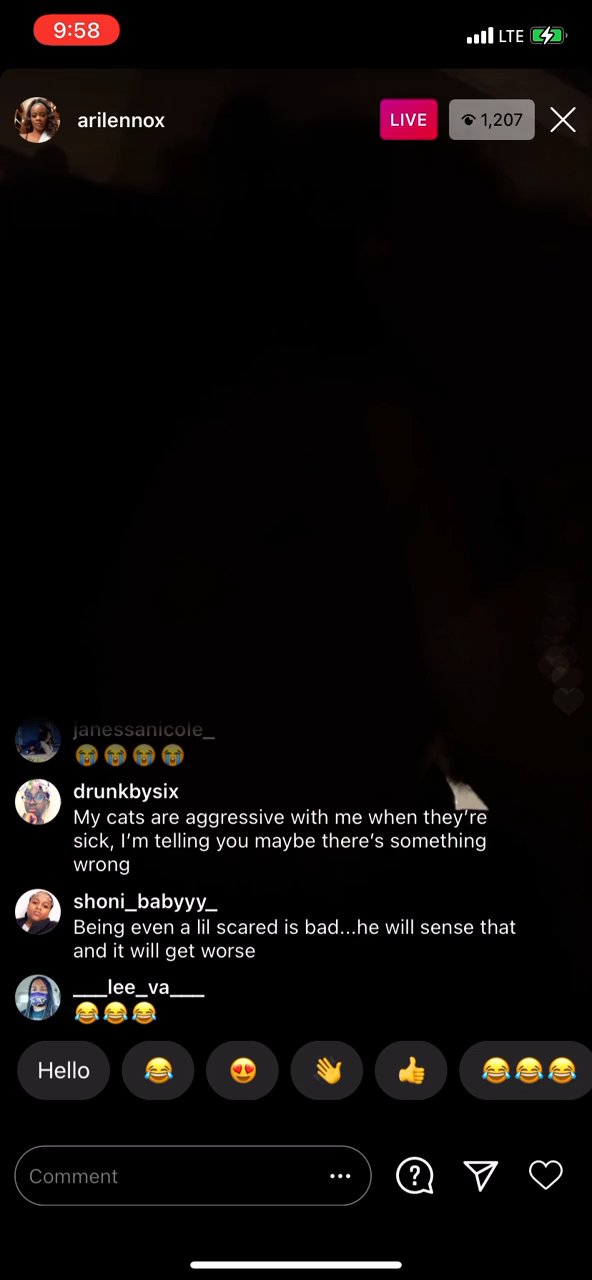 9:58
LTE
arilennox
LIVE
1,207
janessanicole_
😭😭😭😭
drunkbysix
My cats are aggressive with me when they're
sick, I'm telling you maybe there's something
wrong
shoni_babyyy_
Being even a lil scared is bad...he will sense that
and it will get worse
___lee_va___
😂😂😂
Hello 😂 😍 👋 👍 😂😂😂
Comment